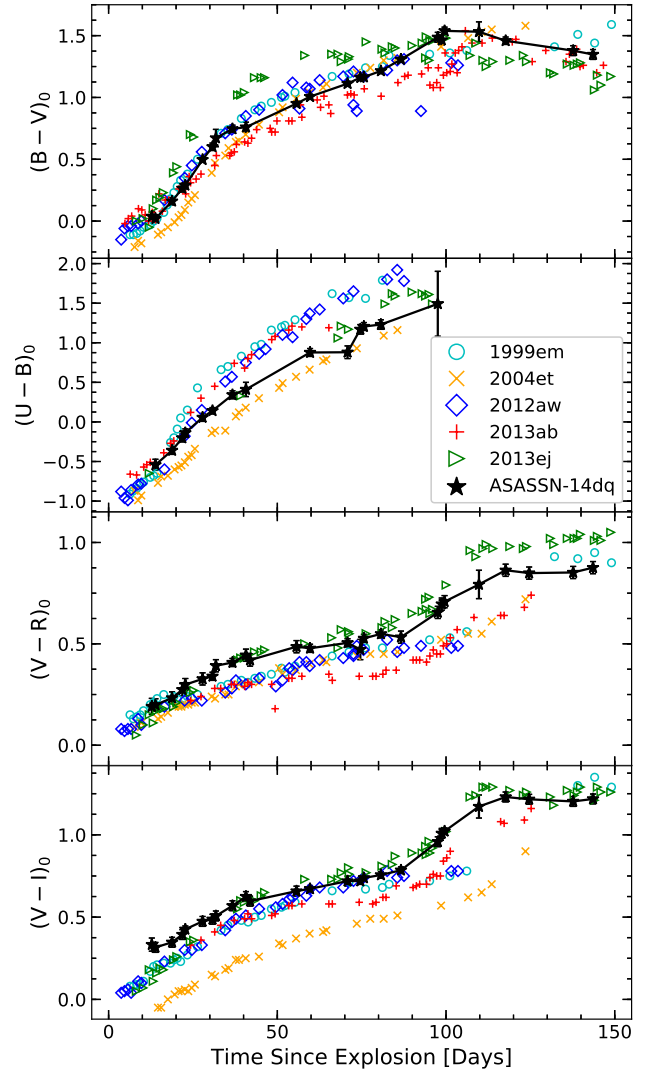 1.5
1.0
0.5
0.0
(B − V)₀
2.0
1.5
1.0
0.5
0.0
−0.5
−1.0
(U − B)₀
1999em
2004et
2012aw
2013ab
2013ej
ASASSN-14dq
1.0
0.5
0.0
(V − R)₀
1.0
0.5
0.0
(V − I)₀
0 50 100 150
Time Since Explosion [Days]